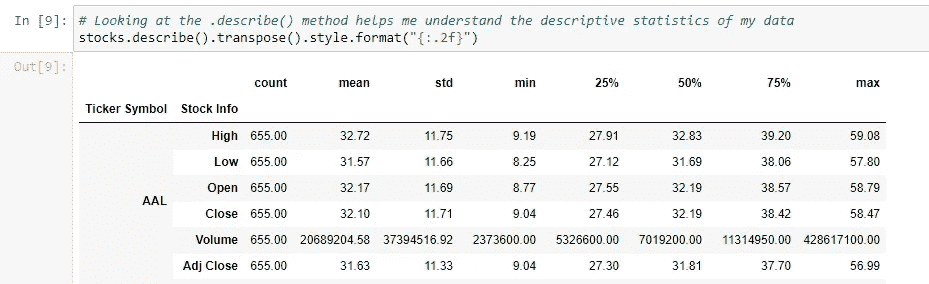 In [9]: # Looking at the .describe() method helps me understand the descriptive statistics of my data
stocks.describe().transpose().style.format("{:.2f}")
Out[9]:
count mean std min 25% 50% 75% max
Ticker Symbol Stock Info
High 655.00 32.72 11.75 9.19 27.91 32.83 39.20 59.08
Low 655.00 31.57 11.66 8.25 27.12 31.69 38.06 57.80
Open 655.00 32.17 11.69 8.77 27.55 32.19 38.57 58.79
AAL
Close 655.00 32.10 11.71 9.04 27.46 32.19 38.42 58.47
Volume 655.00 20689204.58 37394516.92 2373600.00 5326600.00 7019200.00 11314950.00 428617100.00
Adj Close 655.00 31.63 11.33 9.04 27.30 31.81 37.70 56.99